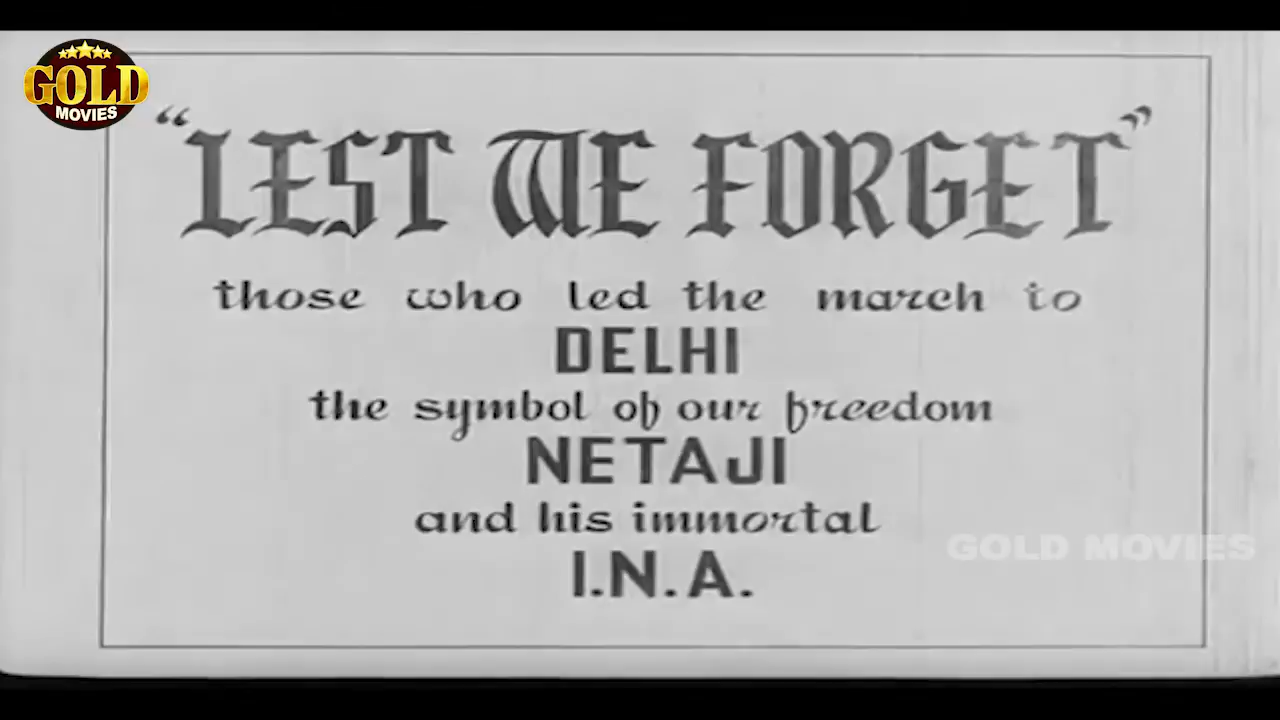 GOLD
MOVIES
"LEST WE FORGET"
those who led the march to
DELHI
the symbol of our freedom
NETAJI
and his immortal
I.N.A.
GOLD MOVIES